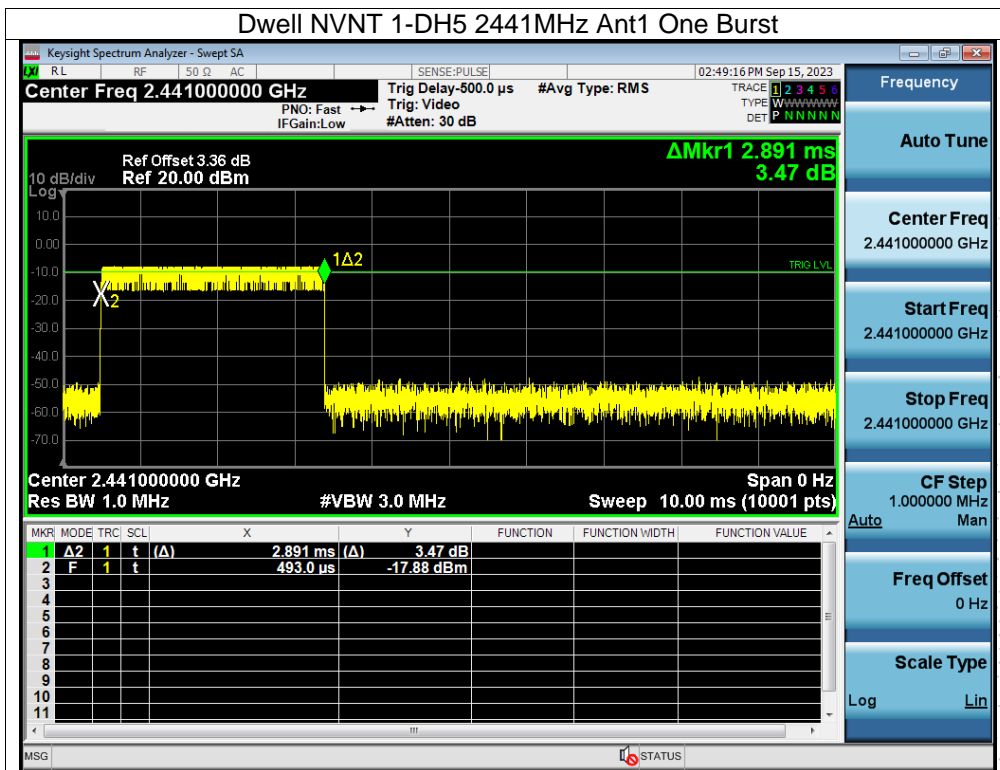 Dwell NVNT 1-DH5 2441MHz Ant1 One Burst
Keysight Spectrum Analyzer - Swept SA
LXI RL RF 50 Ω AC SENSE:PULSE 02:49:16 PM Sep 15, 2023
Center Freq 2.441000000 GHz
PNO: Fast
IFGain:Low
Trig Delay-500.0 µs
Trig: Video
#Atten: 30 dB
#Avg Type: RMS
TRACE 1 2 3 4 5 6
TYPE WWWWWW
DET P N N N N N
Frequency
Auto Tune
Center Freq
2.441000000 GHz
Start Freq
2.441000000 GHz
Stop Freq
2.441000000 GHz
CF Step
1.000000 MHz
Auto Man
Freq Offset
0 Hz
Scale Type
Log Lin
ΔMkr1 2.891 ms
3.47 dB
Ref Offset 3.36 dB
10 dB/div Ref 20.00 dBm
Log
10.0
0.00
-10.0
-20.0
-30.0
-40.0
-50.0
-60.0
-70.0
1Δ2
TRIG LVL
X2
Center 2.441000000 GHz Span 0 Hz
Res BW 1.0 MHz #VBW 3.0 MHz Sweep 10.00 ms (10001 pts)
MKR MODE TRC SCL X Y FUNCTION FUNCTION WIDTH FUNCTION VALUE
1 Δ2 1 t (Δ) 2.891 ms (Δ) 3.47 dB
2 F 1 t 493.0 µs -17.88 dBm
3
4
5
6
7
8
9
10
11
MSG STATUS